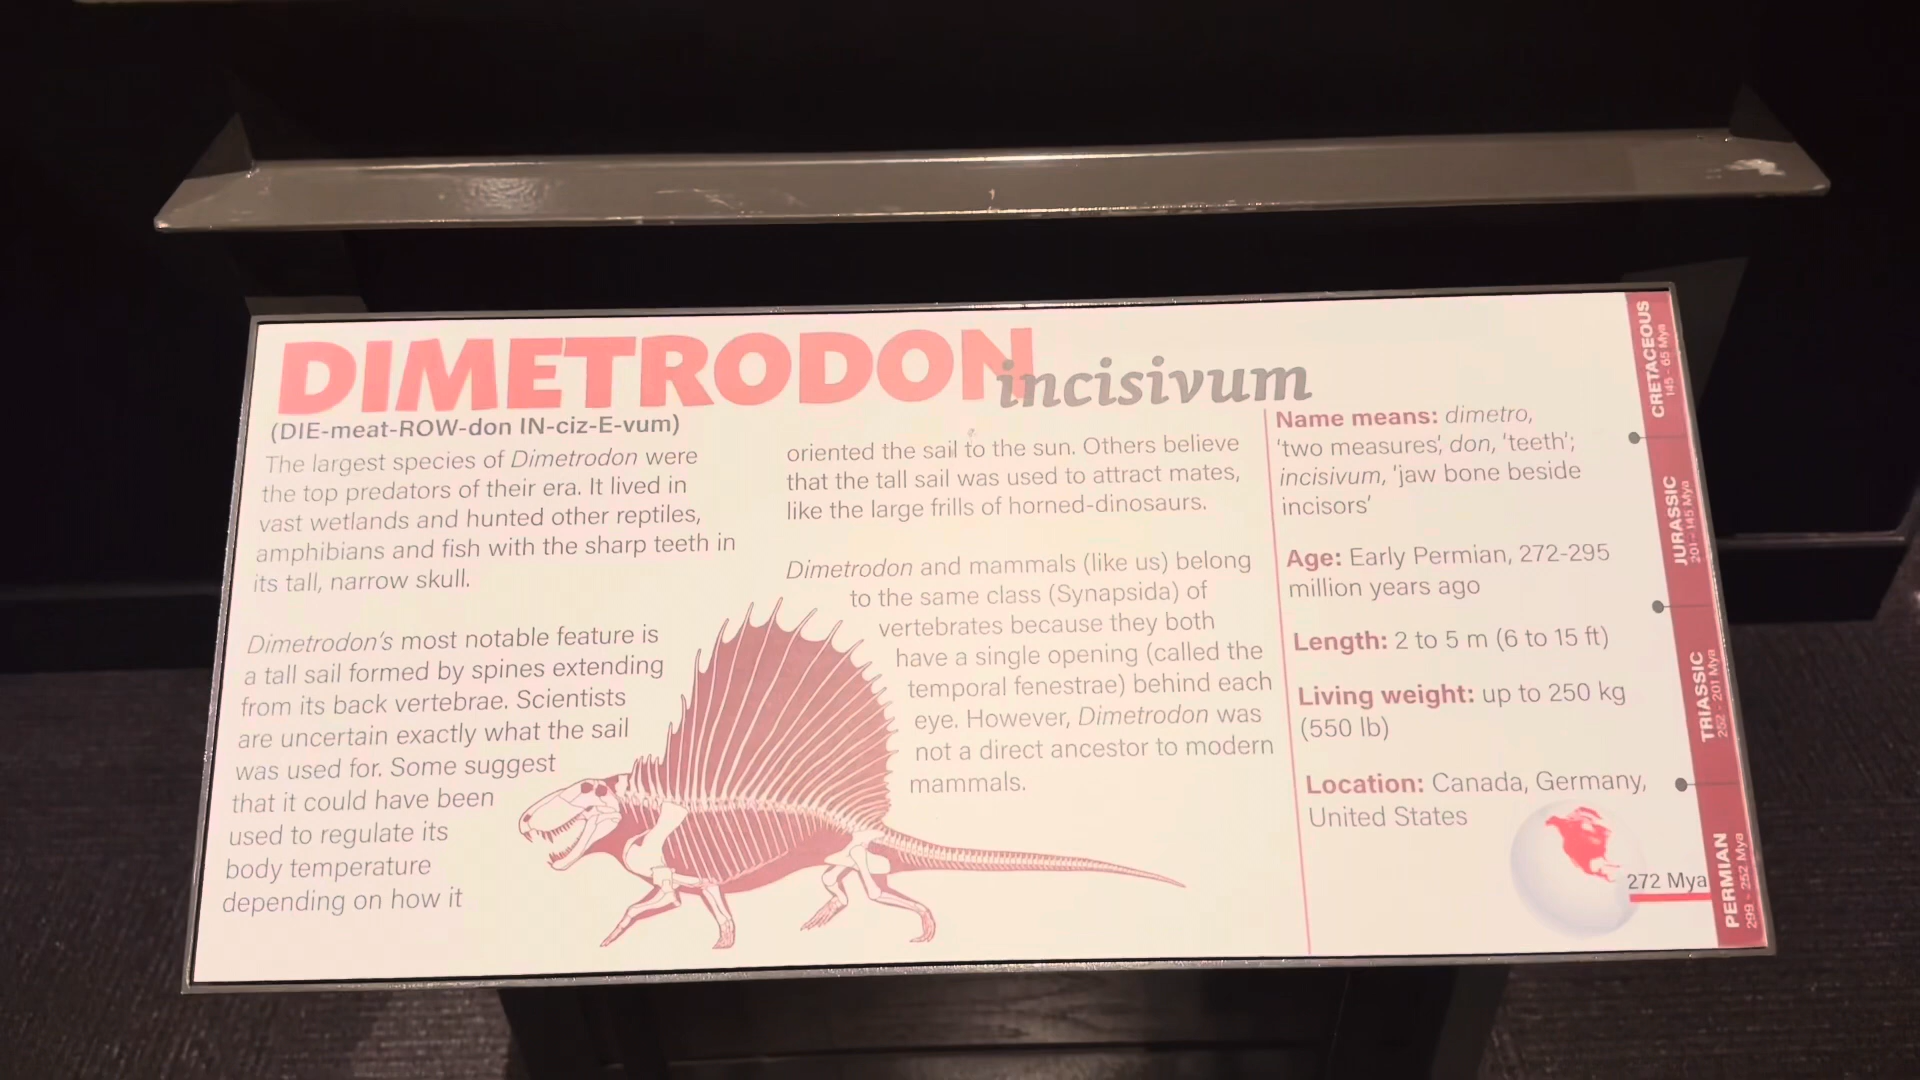 DIMETRODON incisivum
(DIE-meat-ROW-don IN-ciz-E-vum)
The largest species of Dimetrodon were
the top predators of their era. It lived in
vast wetlands and hunted other reptiles,
amphibians and fish with the sharp teeth in
its tall, narrow skull.
Dimetrodon's most notable feature is
a tall sail formed by spines extending
from its back vertebrae. Scientists
are uncertain exactly what the sail
was used for. Some suggest
that it could have been
used to regulate its
body temperature
depending on how it
oriented the sail to the sun. Others believe
that the tall sail was used to attract mates,
like the large frills of horned-dinosaurs.
Dimetrodon and mammals (like us) belong
to the same class (Synapsida) of
vertebrates because they both
have a single opening (called the
temporal fenestrae) behind each
eye. However, Dimetrodon was
not a direct ancestor to modern
mammals.
Name means: dimetro,
'two measures', don, 'teeth';
incisivum, 'jaw bone beside
incisors'
Age: Early Permian, 272-295
million years ago
Length: 2 to 5 m (6 to 15 ft)
Living weight: up to 250 kg
(550 lb)
Location: Canada, Germany,
United States
272 Mya
CRETACEOUS
145 - 65 Mya
JURASSIC
201 - 145 Mya
TRIASSIC
252 - 201 Mya
PERMIAN
299 - 252 Mya